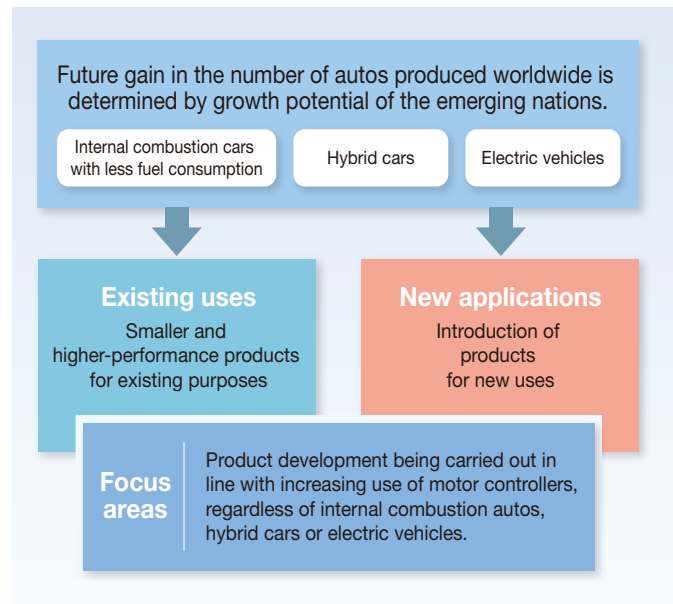 Future gain in the number of autos produced worldwide is
determined by growth potential of the emerging nations.
Internal combustion cars
with less fuel consumption
Hybrid cars
Electric vehicles
Existing uses
Smaller and
higher-performance products
for existing purposes
New applications
Introduction of
products
for new uses
Focus
areas
Product development being carried out in
line with increasing use of motor controllers,
regardless of internal combustion autos,
hybrid cars or electric vehicles.